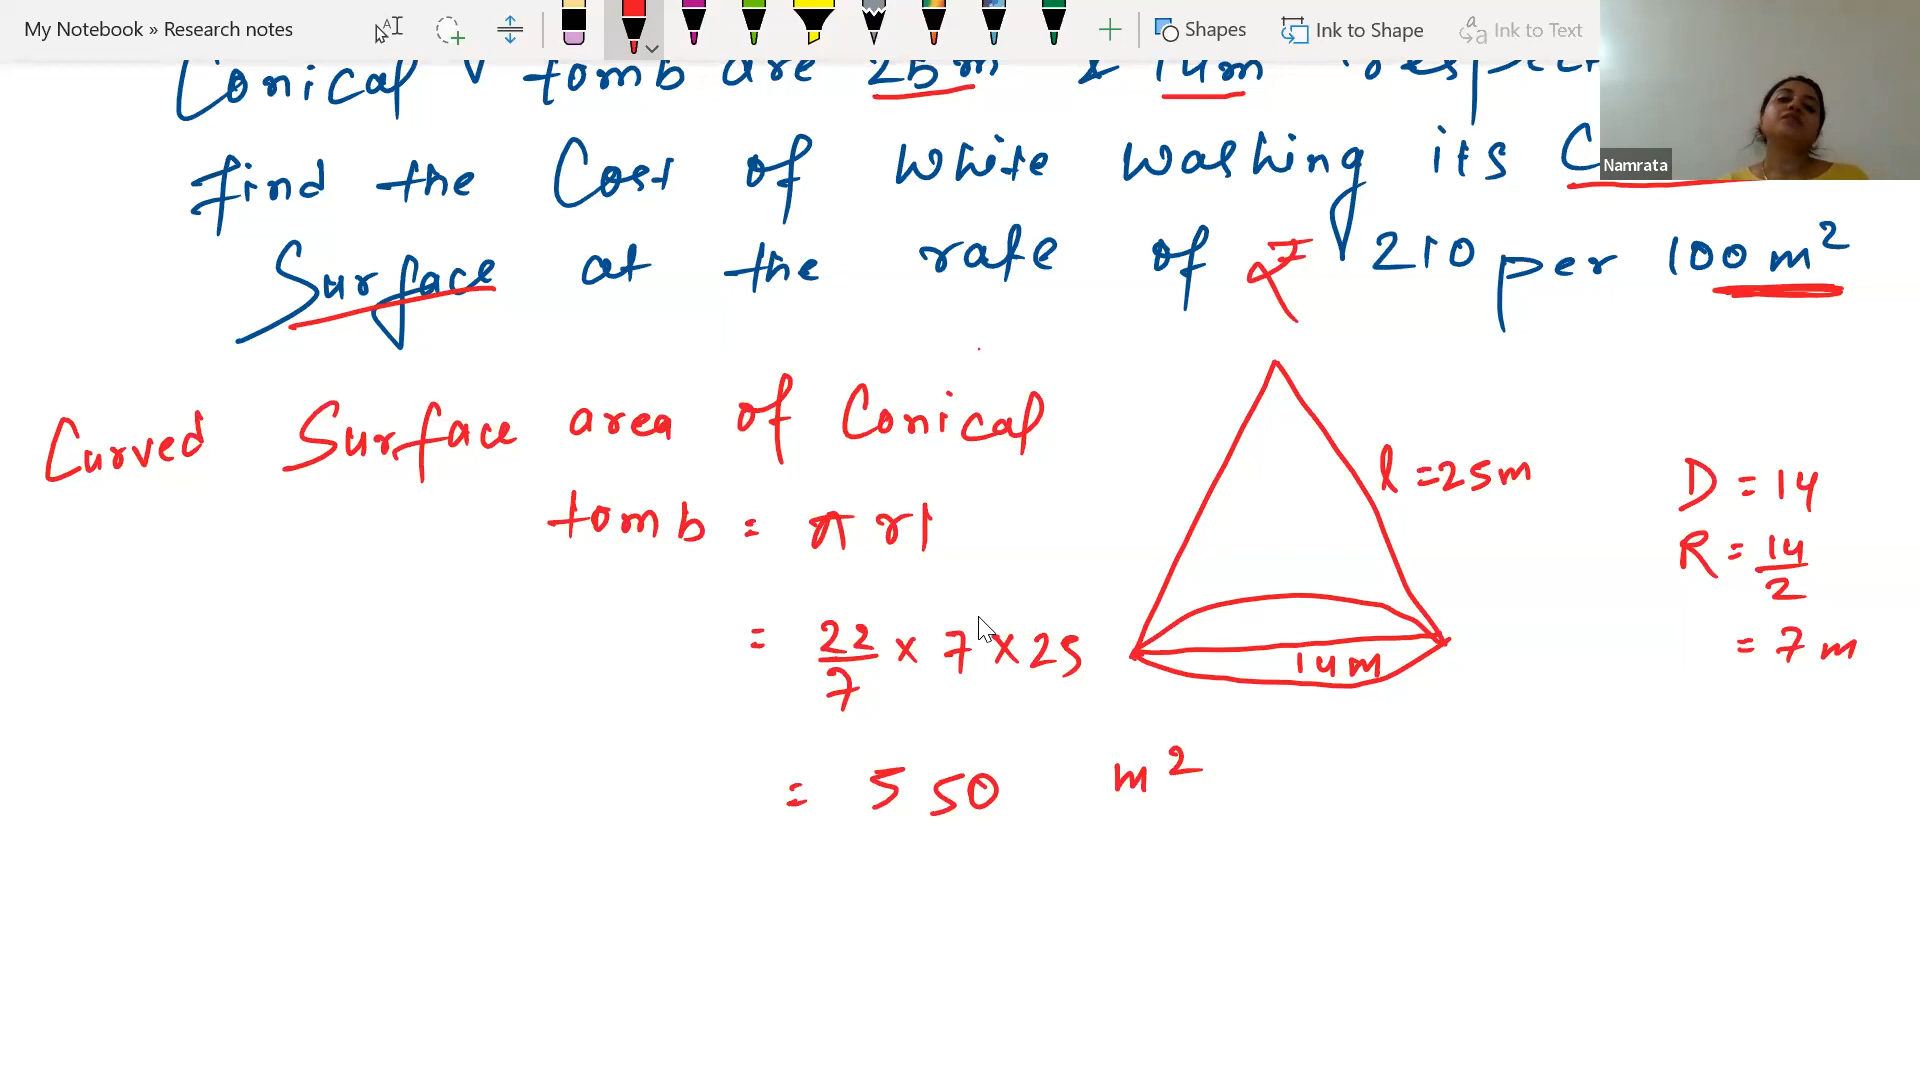 My Notebook » Research notes
Shapes
Ink to Shape
Ink to Text
Conical tomb are 25m & 14m
Namrata
find the Cost of white washing its C
Surface at the rate of ₹ 210 per 100 m²
Curved Surface area of Conical
tomb = πrl
= 22/7 × 7 × 25
= 550 m²
l = 25m
14m
D = 14
R = 14/2
= 7 m